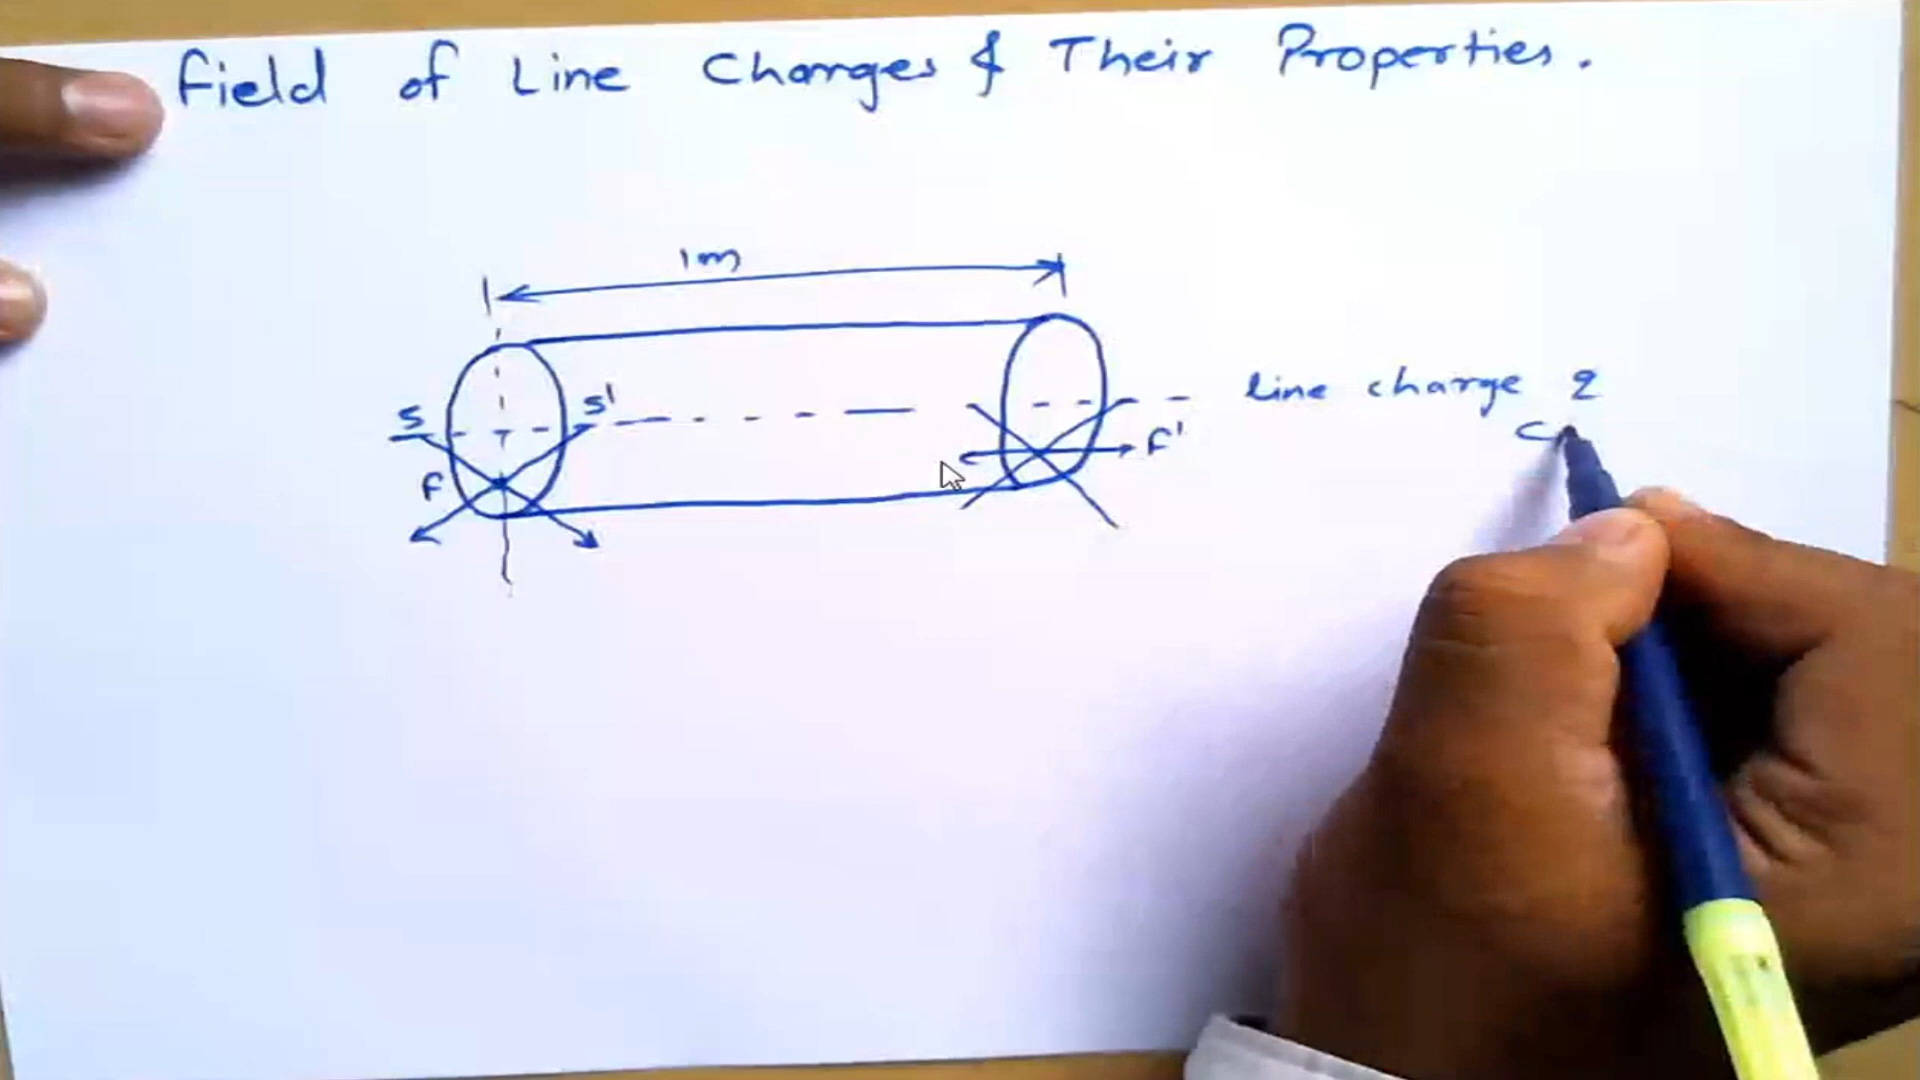 Field of Line Charges & Their Properties.
1m
S S'
line charge q
F F'
C